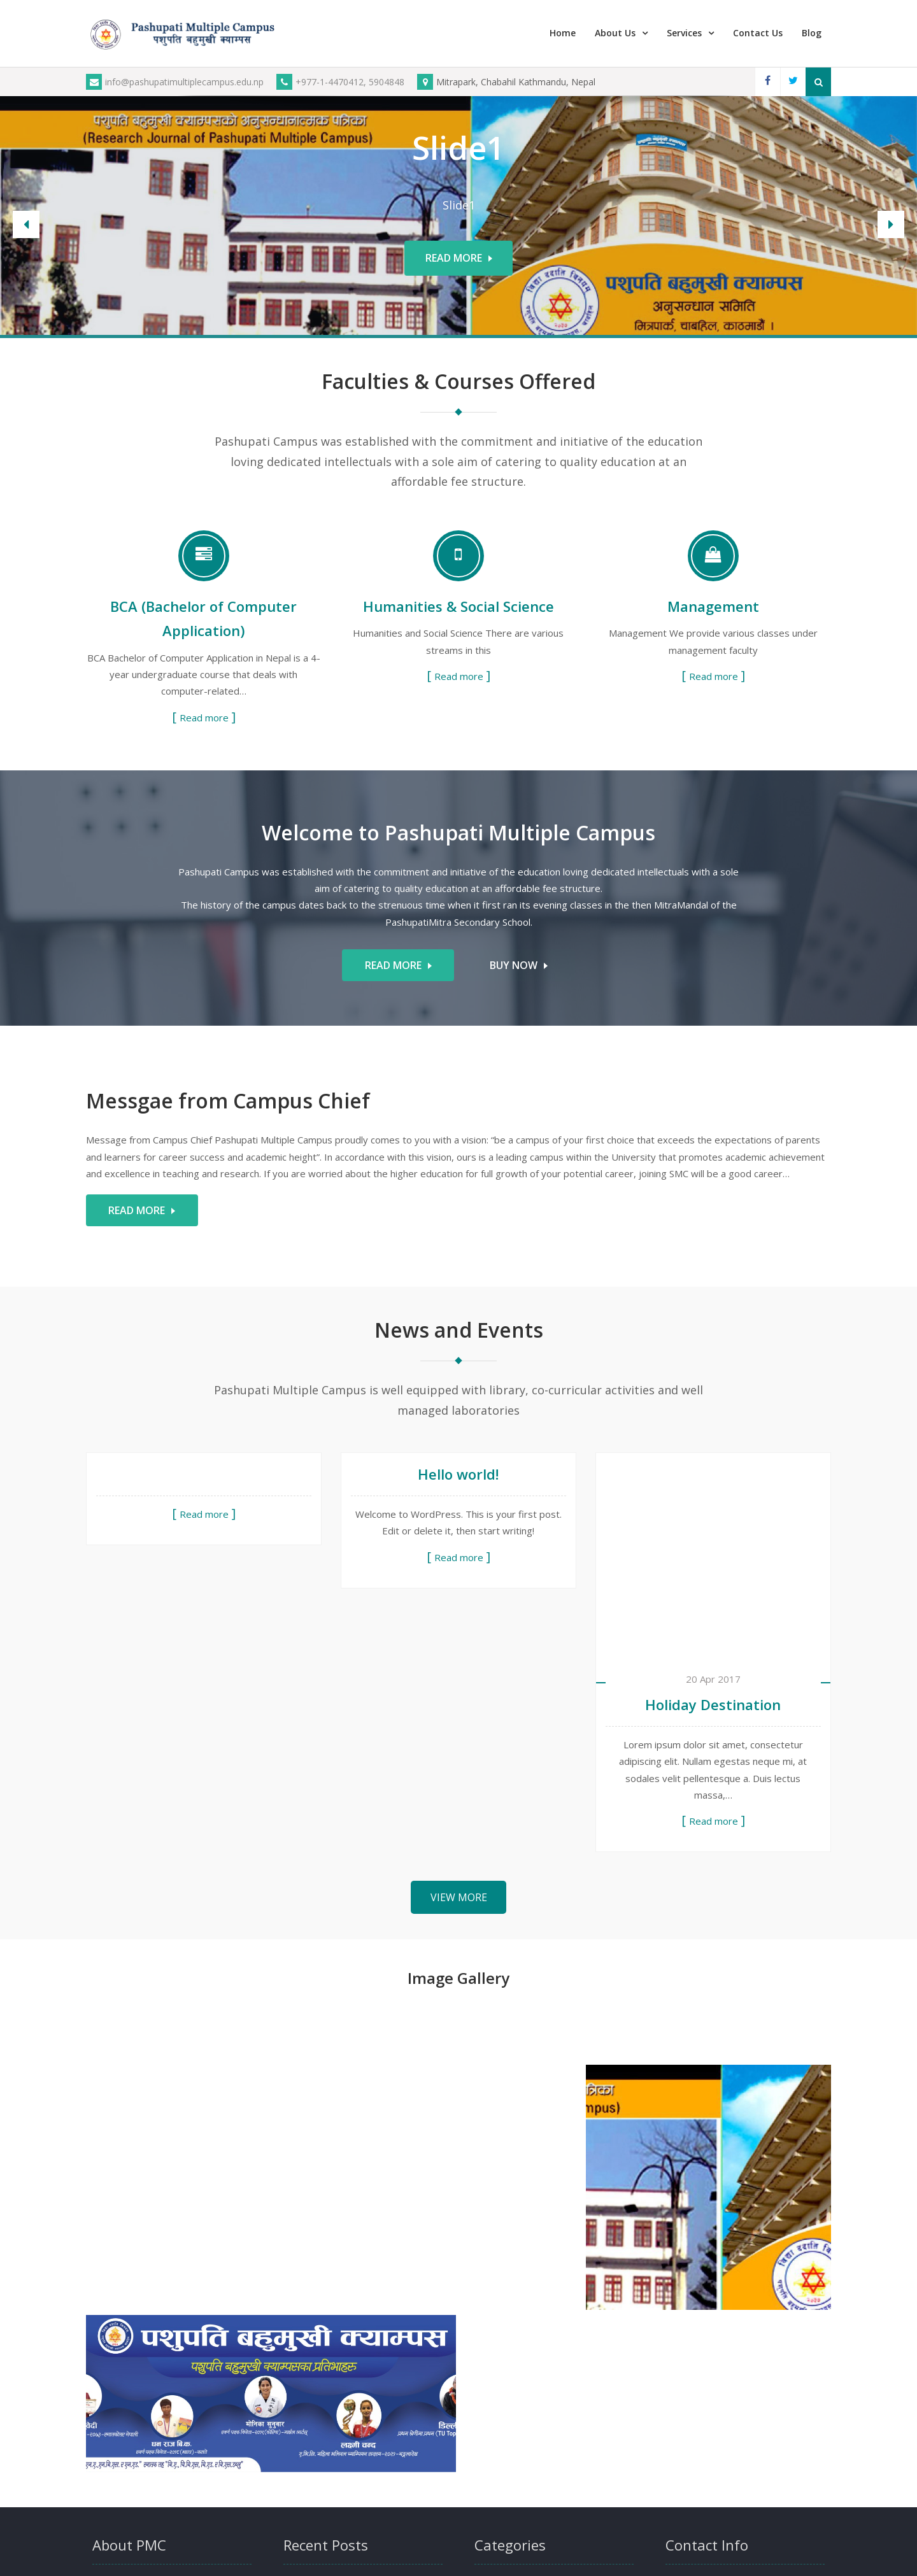 Pashupati Multiple Campus
पशुपति बहुमुखी क्याम्पस
Home About Us Services Contact Us Blog
info@pashupatimultiplecampus.edu.np +977-1-4470412, 5904848 Mitrapark, Chabahil Kathmandu, Nepal
पशुपति बहुमुखी क्याम्पसको अनुसन्धानात्मक पत्रिका
(Research Journal of Pashupati Multiple Campus)
Slide1
Slide1
READ MORE
पशुपति बहुमुखी क्याम्पस
अनुसन्धान समिति
मित्रपार्क, चाबहिल, काठमाडौं ।
Faculties & Courses Offered
Pashupati Campus was established with the commitment and initiative of the education
loving dedicated intellectuals with a sole aim of catering to quality education at an
affordable fee structure.
BCA (Bachelor of Computer
Application)
BCA Bachelor of Computer Application in Nepal is a 4-
year undergraduate course that deals with
computer-related…
[ Read more ]
Humanities & Social Science
Humanities and Social Science There are various
streams in this
[ Read more ]
Management
Management We provide various classes under
management faculty
[ Read more ]
Welcome to Pashupati Multiple Campus
Pashupati Campus was established with the commitment and initiative of the education loving dedicated intellectuals with a sole
aim of catering to quality education at an affordable fee structure.
The history of the campus dates back to the strenuous time when it first ran its evening classes in the then MitraMandal of the
PashupatiMitra Secondary School.
READ MORE BUY NOW
Messgae from Campus Chief
Message from Campus Chief Pashupati Multiple Campus proudly comes to you with a vision: “be a campus of your first choice that exceeds the expectations of parents
and learners for career success and academic height”. In accordance with this vision, ours is a leading campus within the University that promotes academic achievement
and excellence in teaching and research. If you are worried about the higher education for full growth of your potential career, joining SMC will be a good career…
READ MORE
News and Events
Pashupati Multiple Campus is well equipped with library, co-curricular activities and well
managed laboratories
[ Read more ]
Hello world!
Welcome to WordPress. This is your first post.
Edit or delete it, then start writing!
[ Read more ]
20 Apr 2017
Holiday Destination
Lorem ipsum dolor sit amet, consectetur
adipiscing elit. Nullam egestas neque mi, at
sodales velit pellentesque a. Duis lectus
massa,…
[ Read more ]
VIEW MORE
Image Gallery
त्रिका
mpus)
पशुपति बहुमुखी क्याम्पस
पशुपति बहुमुखी क्याम्पसका प्रतिभाहरू
धन राज बि.क.
योनिका सुनुवार
लक्ष्मी चन्द
About PMC Recent Posts Categories Contact Info